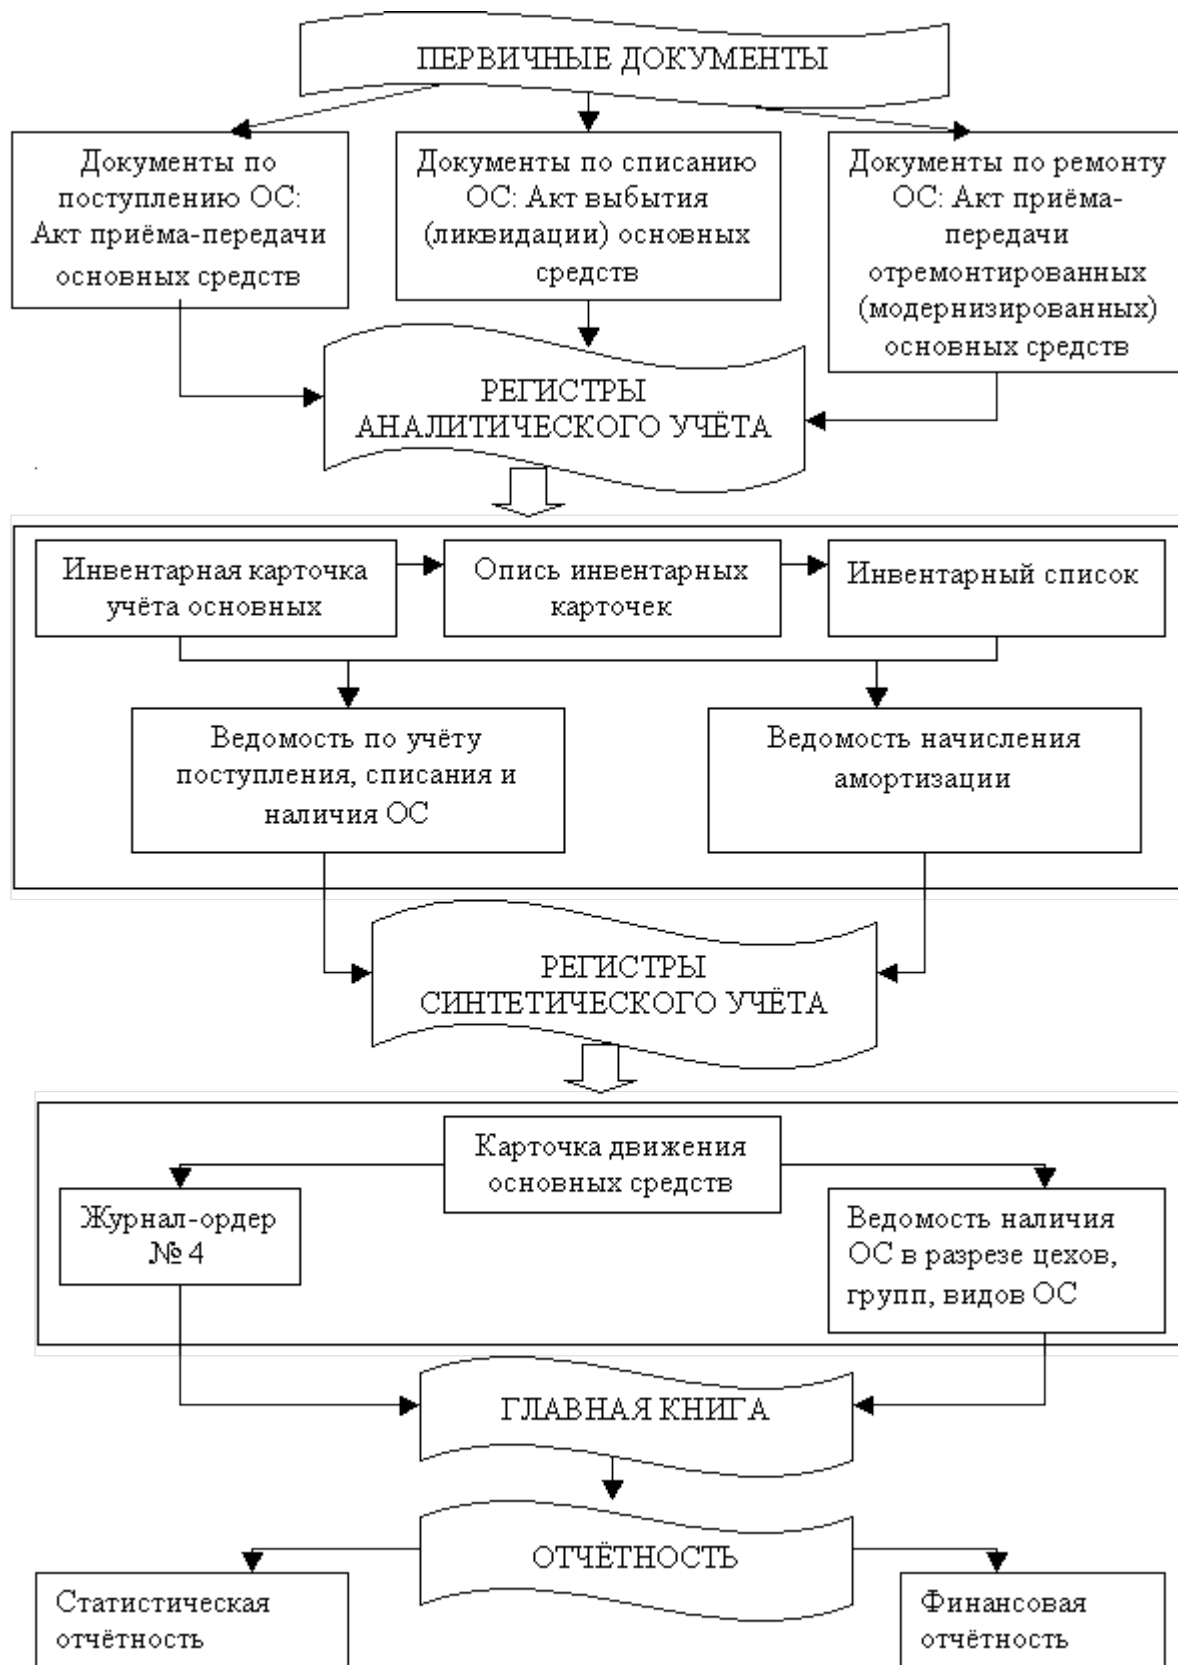 ПЕРВИЧНЫЕ ДОКУМЕНТЫ
Документы по
поступлению ОС:
Акт приёма-передачи
основных средств
Документы по списанию
ОС: Акт выбытия
(ликвидации) основных
средств
Документы по ремонту
ОС: Акт приёма-
передачи
отремонтированных
(модернизированных)
основных средств
РЕГИСТРЫ
АНАЛИТИЧЕСКОГО УЧЁТА
Инвентарная карточка
учёта основных
Опись инвентарных
карточек
Инвентарный список
Ведомость по учёту
поступления, списания и
наличия ОС
Ведомость начисления
амортизации
РЕГИСТРЫ
СИНТЕТИЧЕСКОГО УЧЁТА
Карточка движения
основных средств
Журнал-ордер
№ 4
Ведомость наличия
ОС в разрезе цехов,
групп, видов ОС
ГЛАВНАЯ КНИГА
ОТЧЁТНОСТЬ
Статистическая
отчётность
Финансовая
отчётность